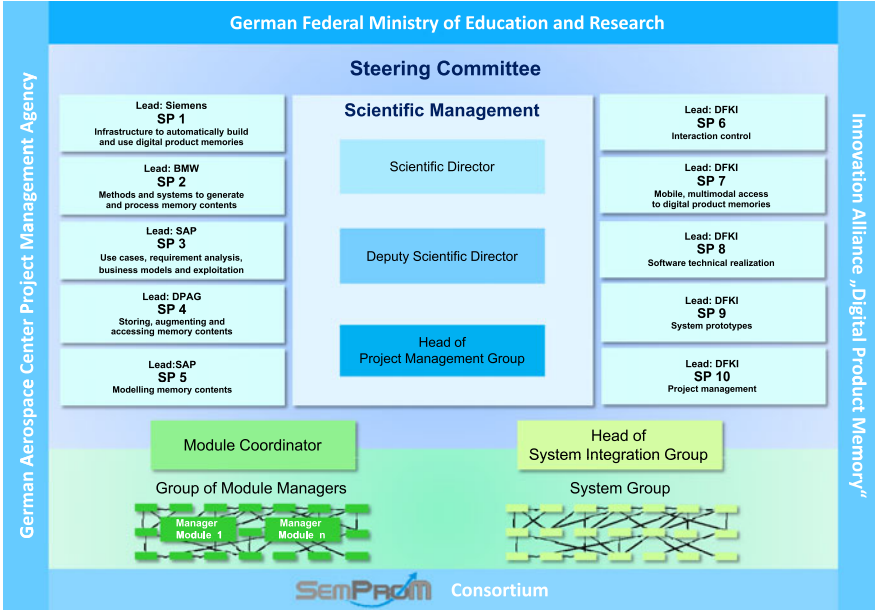 German Federal Ministry of Education and Research
German Aerospace Center Project Management Agency
Steering Committee
Lead: Siemens
SP 1
Infrastructure to automatically build
and use digital product memories
Lead: BMW
SP 2
Methods and systems to generate
and process memory contents
Lead: SAP
SP 3
Use cases, requirement analysis,
business models and exploitation
Lead: DPAG
SP 4
Storing, augmenting and
accessing memory contents
Lead:SAP
SP 5
Modelling memory contents
Scientific Management
Scientific Director
Deputy Scientific Director
Head of
Project Management Group
Lead: DFKI
SP 6
Interaction control
Lead: DFKI
SP 7
Mobile, multimodal access
to digital product memories
Lead: DFKI
SP 8
Software technical realization
Lead: DFKI
SP 9
System prototypes
Lead: DFKI
SP 10
Project management
Innovation Alliance „Digital Product Memory“
Module Coordinator
Group of Module Managers
Manager
Module 1
Manager
Module n
Head of
System Integration Group
System Group
SEMPROM Consortium